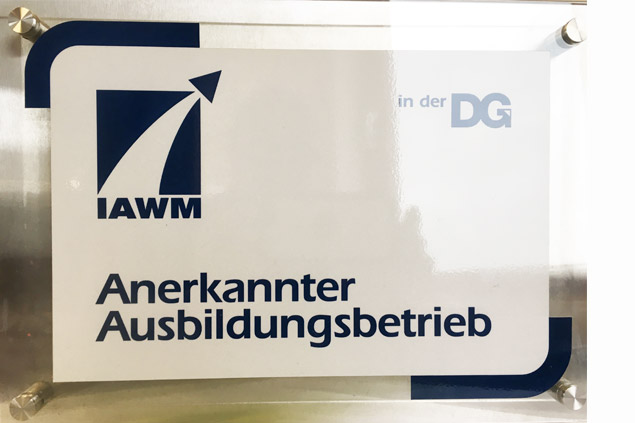 in der DG
IAWM
Anerkannter
Ausbildungsbetrieb